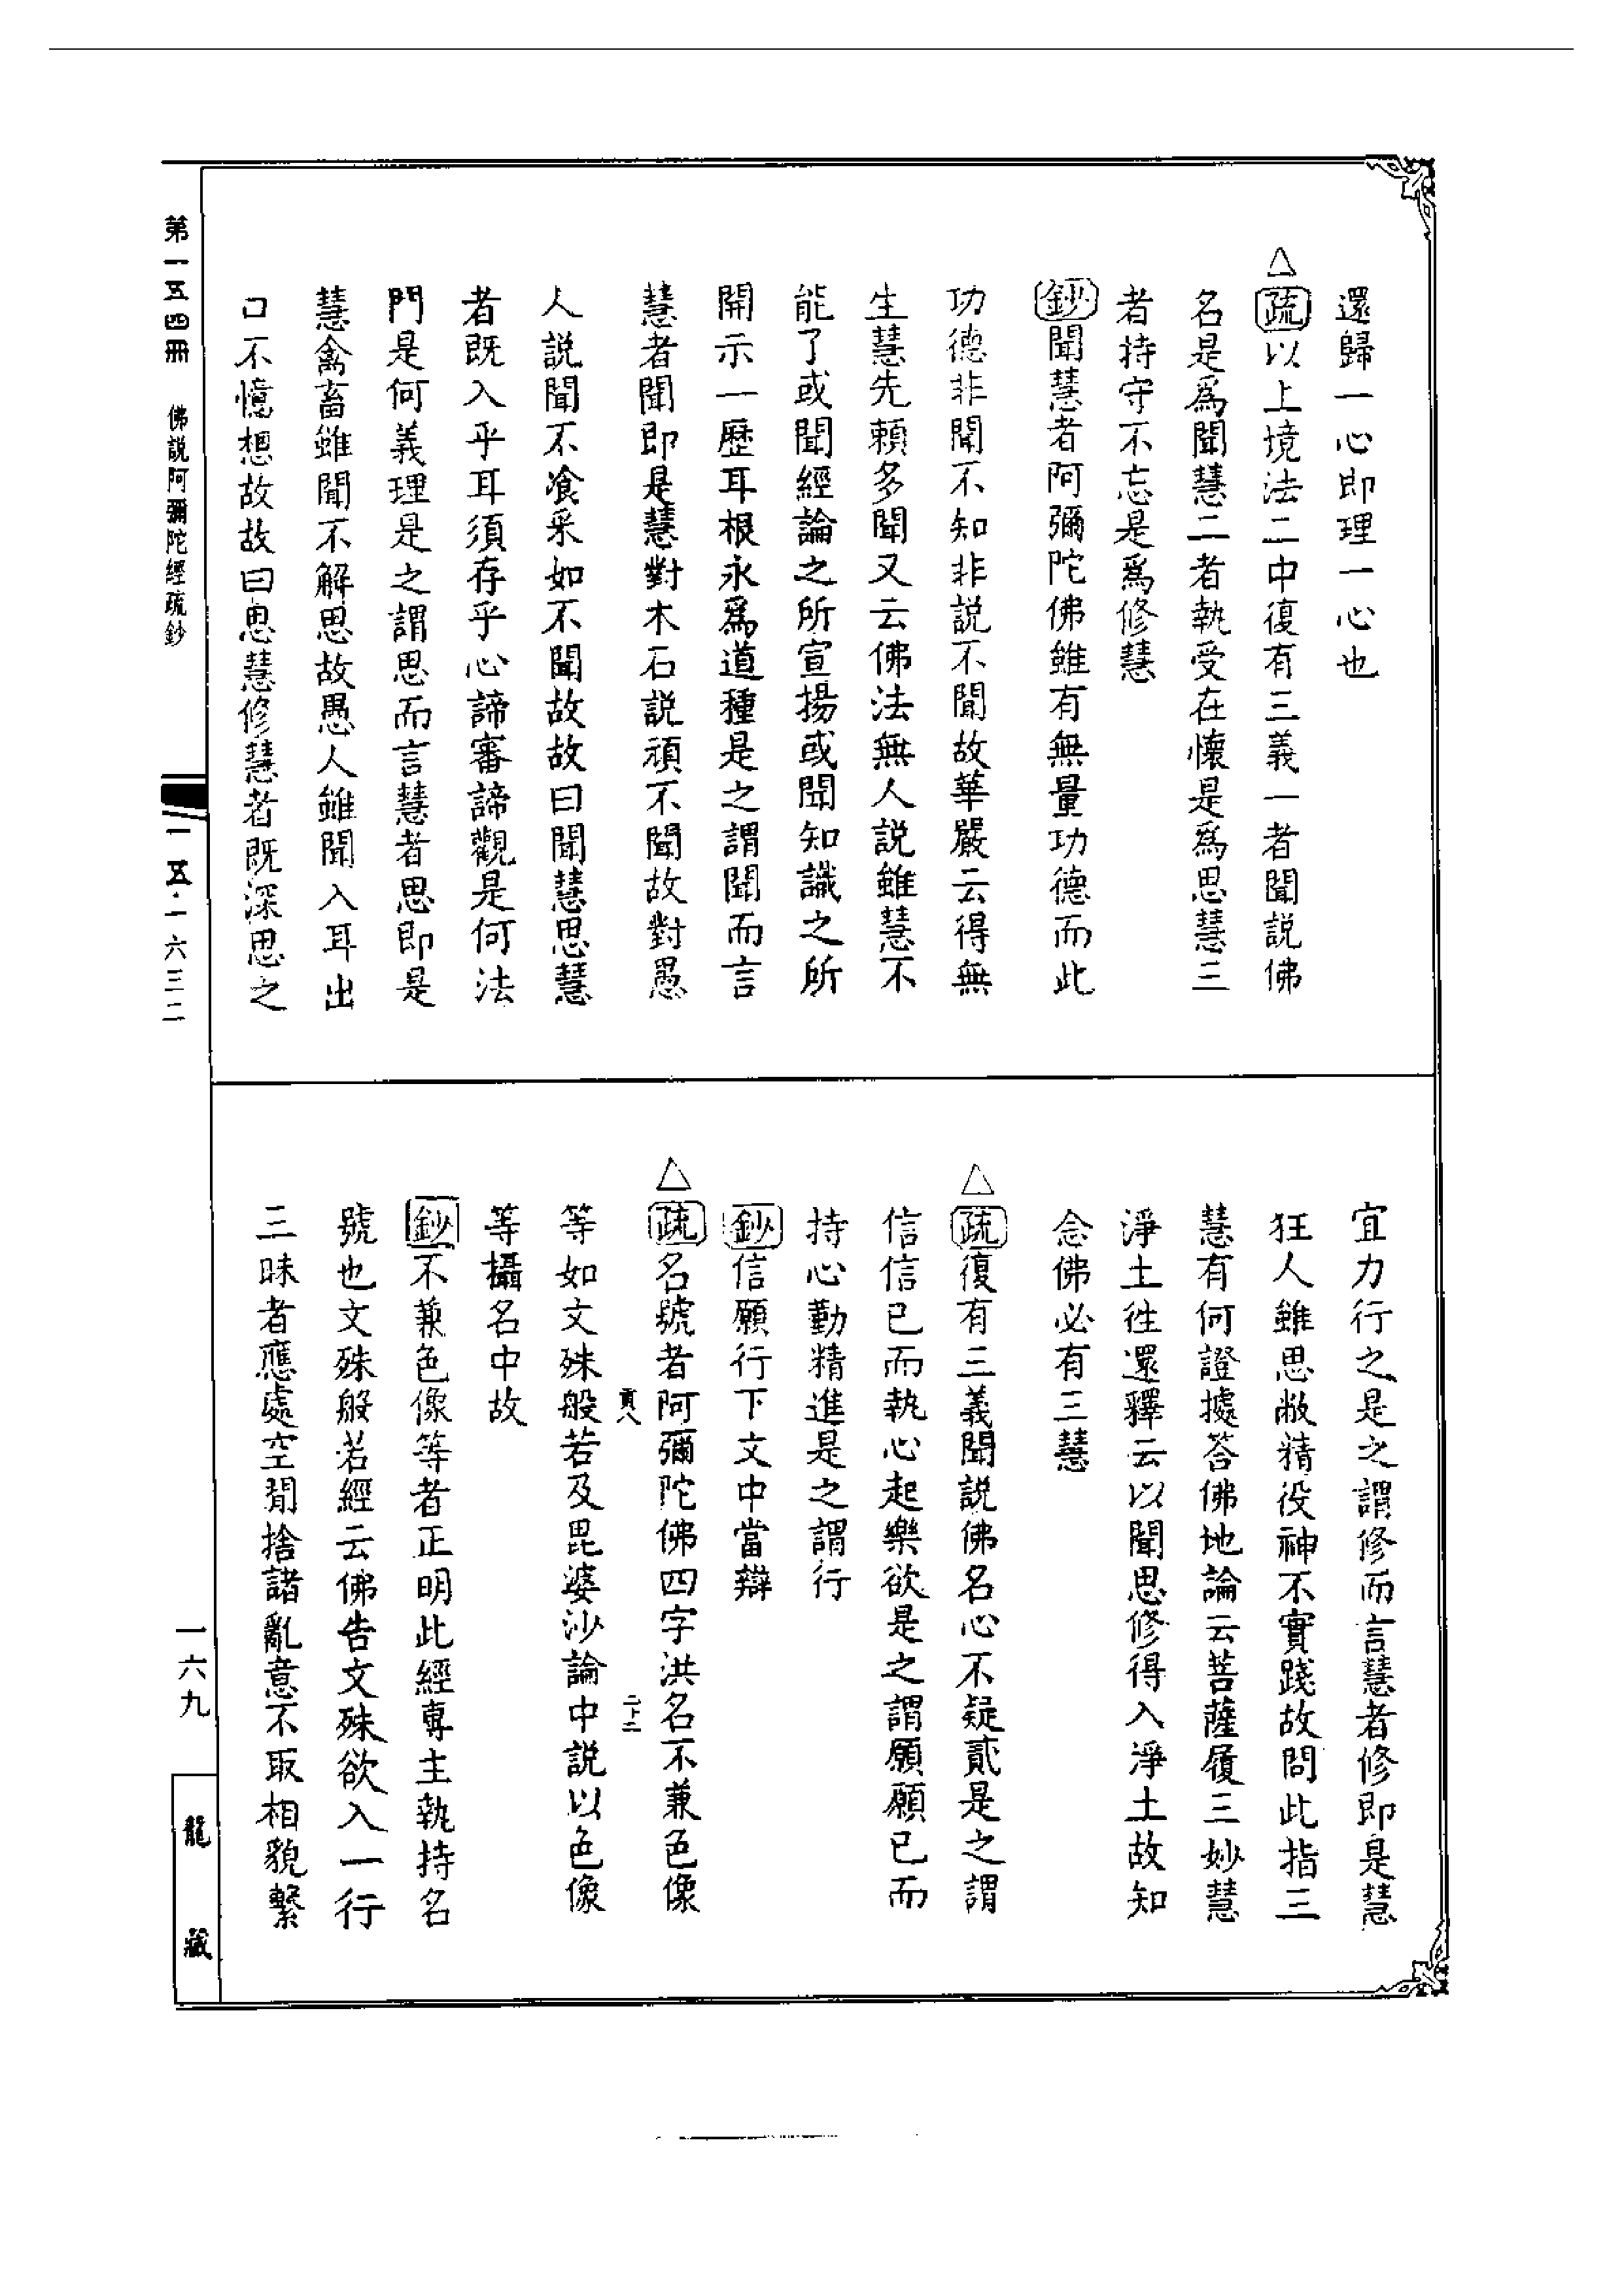 還歸一心即理一心也
△疏以上境法二中復有三義一者聞説佛
名是爲聞慧二者執受在懷是爲思慧三
者持守不忘是爲修慧
鈔聞慧者阿彌陀佛雖有無量功德而此
功德非聞不知非説不聞故華嚴云得無
生慧先賴多聞又云佛法無人説雖慧不
能了或聞經論之所宣揚或聞知識之所
開示一歷耳根永爲道種是之謂聞而言
慧者聞即是慧對木石説頑不聞故對愚
人説聞不飡采如不聞故故曰聞慧思慧
者既入乎耳須存乎心諦審諦觀是何法
門是何義理是之謂思而言慧者思即是
慧禽畜雖聞不解思故愚人雖聞入耳出
口不憶想故故曰思慧修慧者既深思之
宜力行之是之謂修而言慧者修即是慧
狂人雖思敝精役神不實踐故問此指三
慧有何證據答佛地論云菩薩履三妙慧
淨土往還釋云以聞思修得入淨土故知
念佛必有三慧
△疏復有三義聞説佛名心不疑貳是之謂
信信已而執心起樂欲是之謂願願已而
持心勤精進是之謂行
鈔信願行下文中當辯
△疏名號者阿彌陀佛四字洪名不兼色像
貢八
二十二
等如文殊般若及毘婆沙論中説以色像
等攝名中故
鈔不兼色像等者正明此經專主執持名
號也文殊般若經云佛告文殊欲入一行
三昧者應處空閒捨諸亂意不取相貌繫
第一五四冊 佛説阿彌陀經疏鈔
一五·一六三二
一六九
龍藏